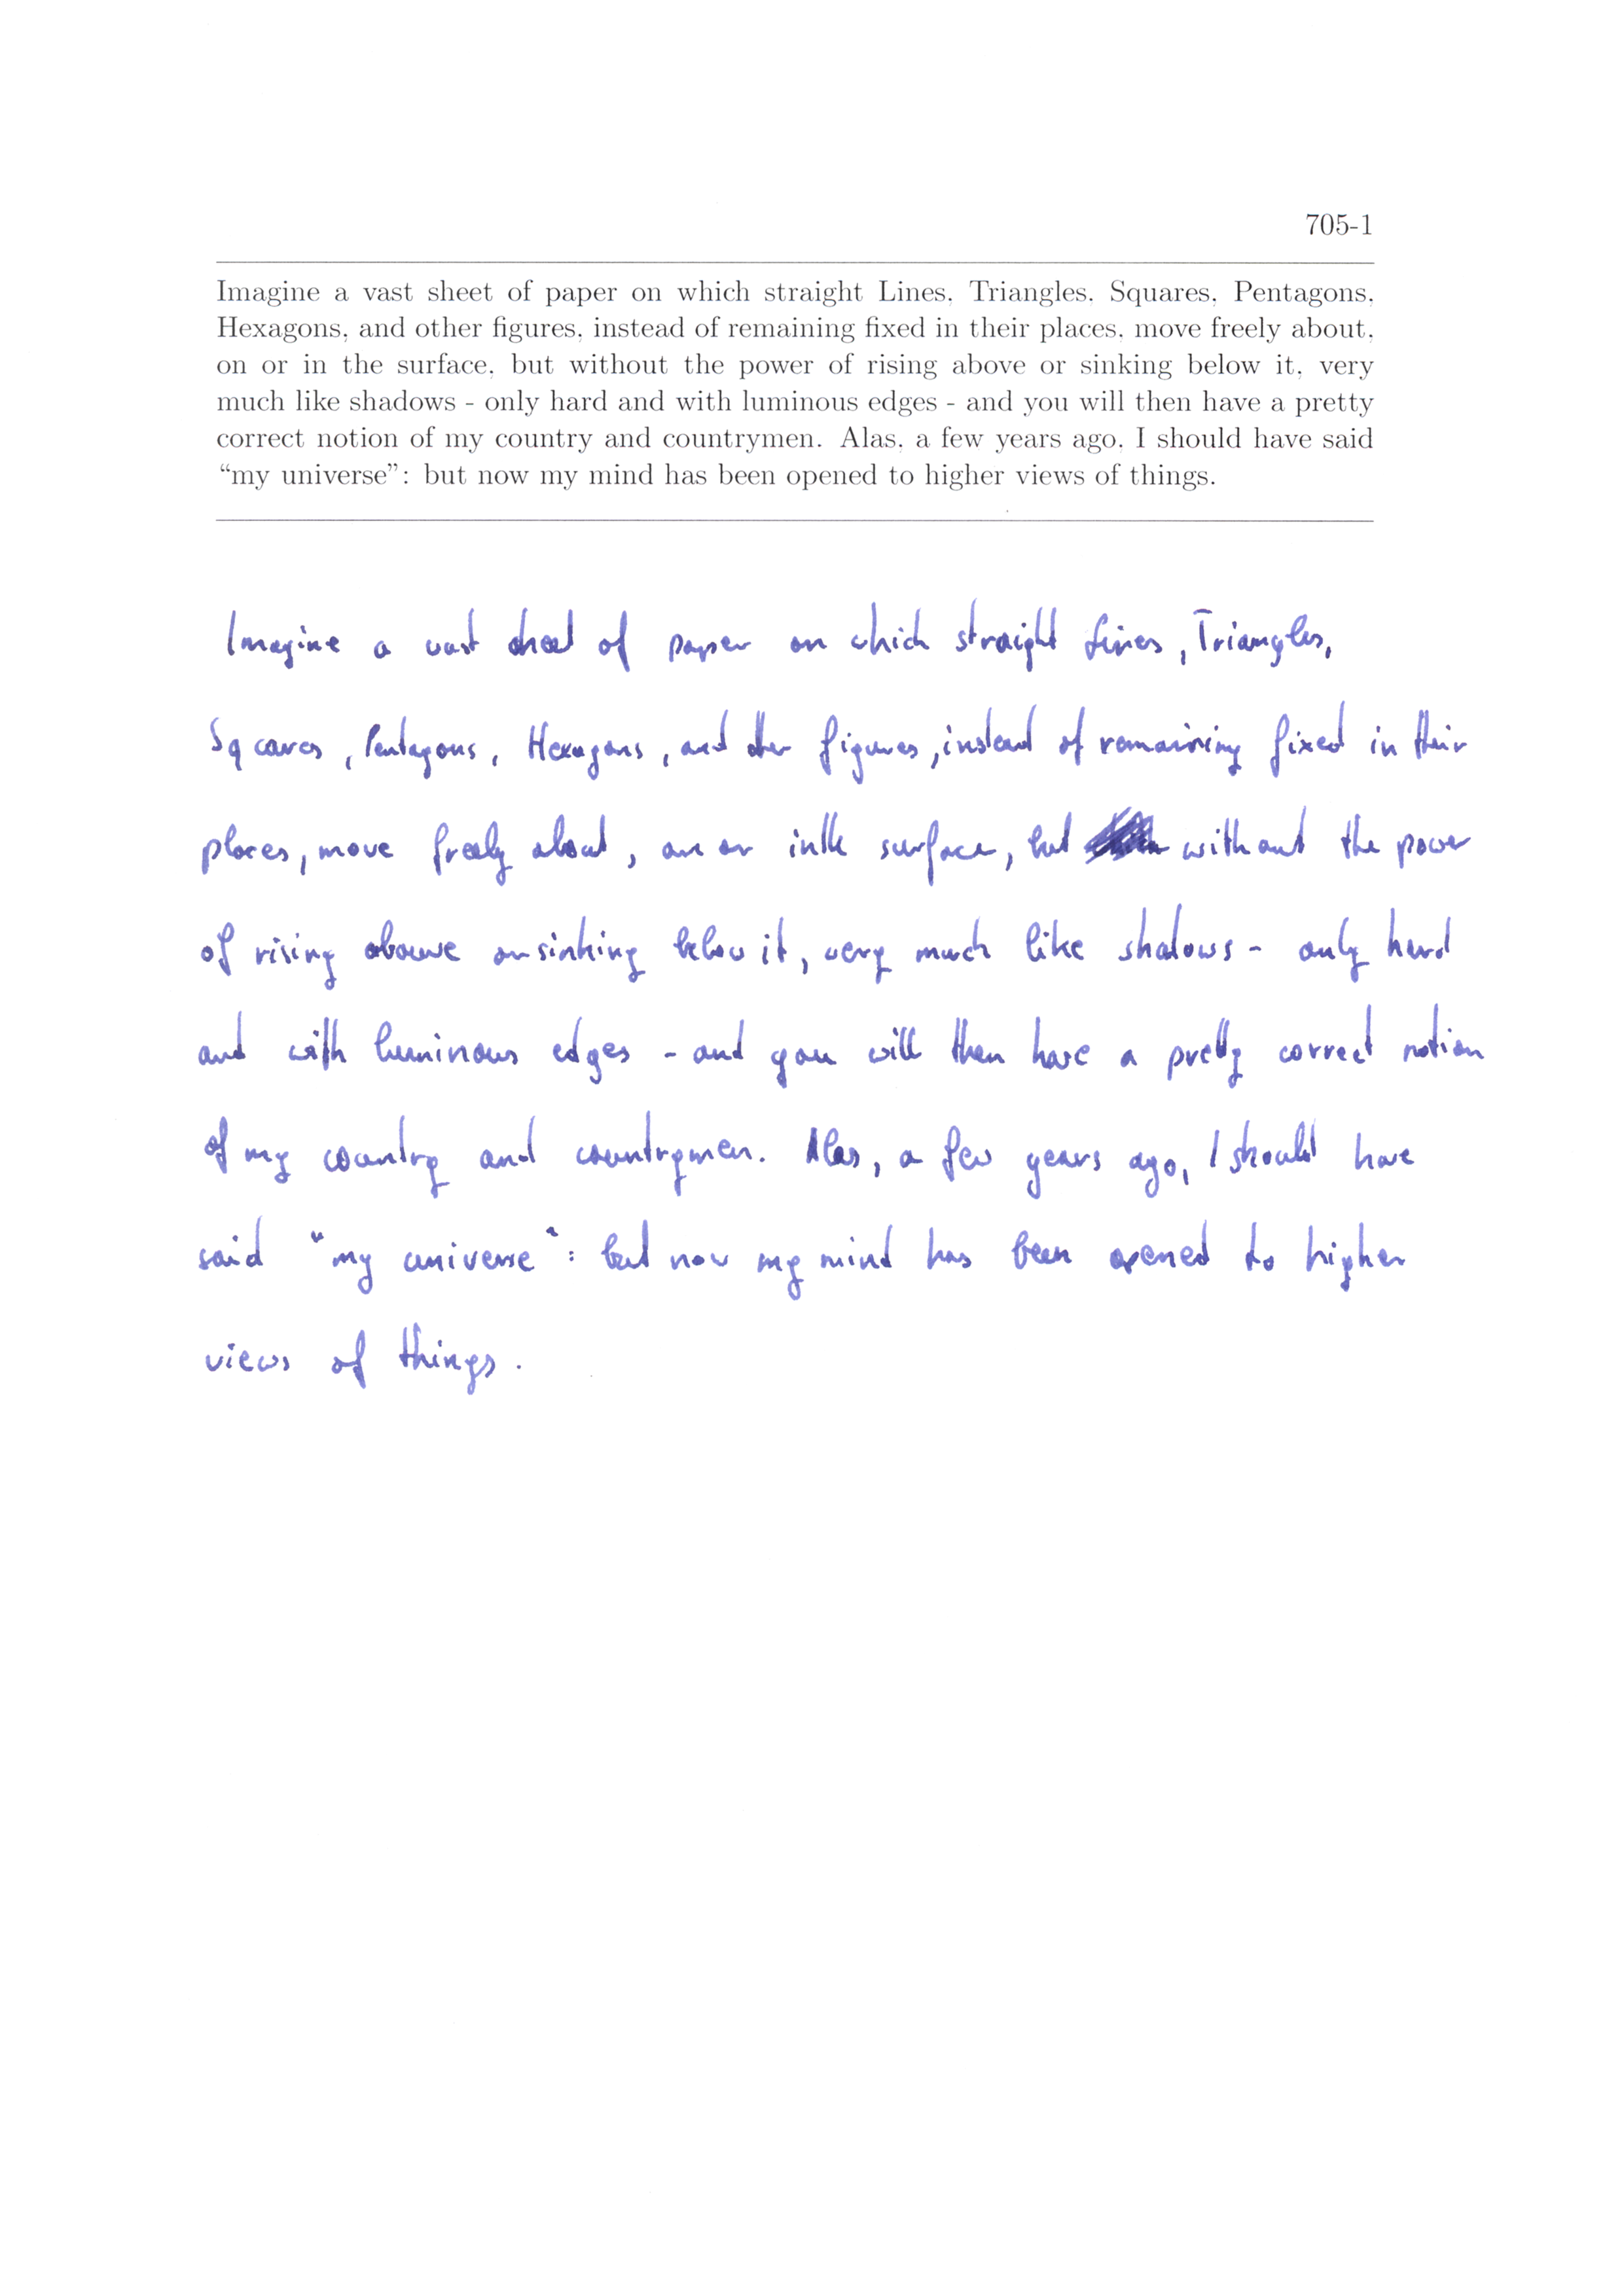 705-1
Imagine a vast sheet of paper on which straight Lines, Triangles, Squares, Pentagons,
Hexagons, and other figures, instead of remaining fixed in their places, move freely about,
on or in the surface, but without the power of rising above or sinking below it, very
much like shadows - only hard and with luminous edges - and you will then have a pretty
correct notion of my country and countrymen. Alas, a few years ago, I should have said
“my universe”: but now my mind has been opened to higher views of things.
Imagine a vast sheet of paper on which straight Lines, Triangles,
Sqcares, Pentagons, Hexagons, and other figures, instead of remaining fixed in their
places, move freely about, on or in the surface, but without the power
of rising abouve or sinking below it, very much like shadows - only hard
and with luminous edges - and you will then have a pretty correct notion
of my country and countrymen. Alas, a few years ago, I should have
said "my universe": but now my mind has been opened to higher
views of things.